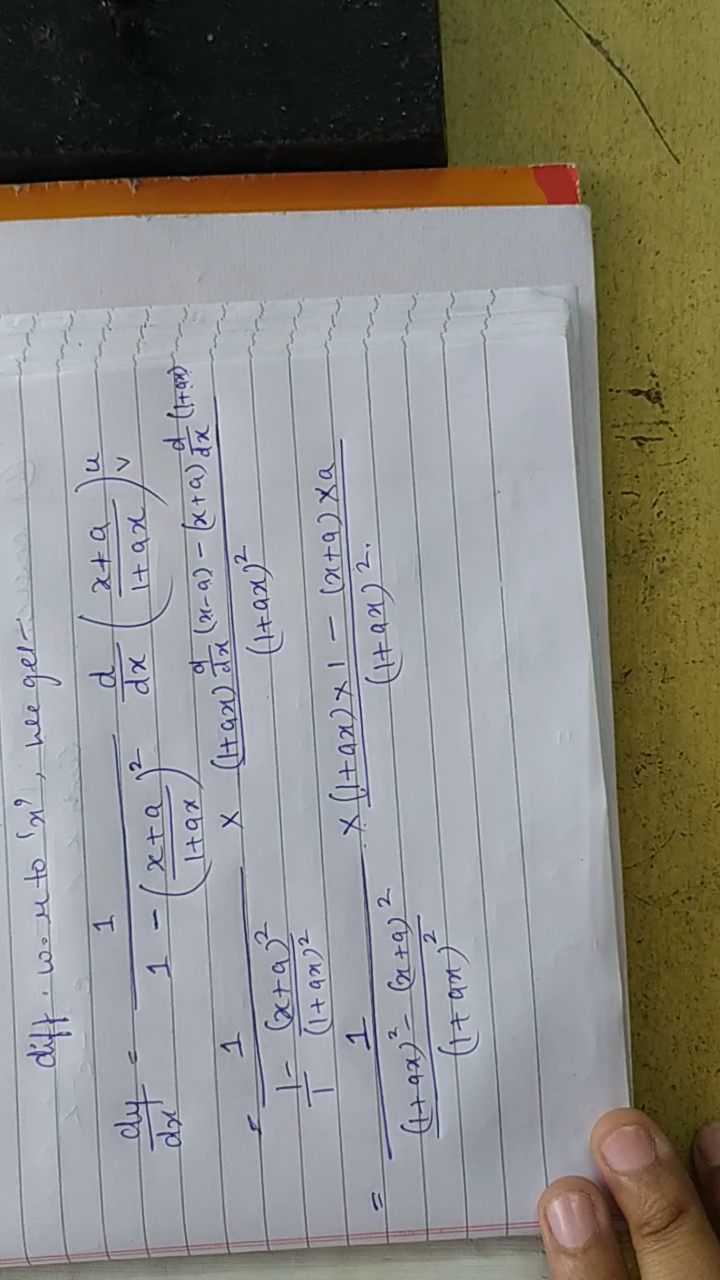 diff. w.r to 'x', we get-
dy/dx = 1/(1 - ((x+a)/(1+ax))²) d/dx ((x+a)/(1+ax)) u v
= 1/(1/1 - (x+a)²/(1+ax)²) × ((1+ax) d/dx (x-a) - (x+a) d/dx (1+ax))/(1+ax)²
= 1/(((1+ax)² - (x+a)²)/(1+ax)²) × ((1+ax)×1 - (x+a)×a)/(1+ax)².